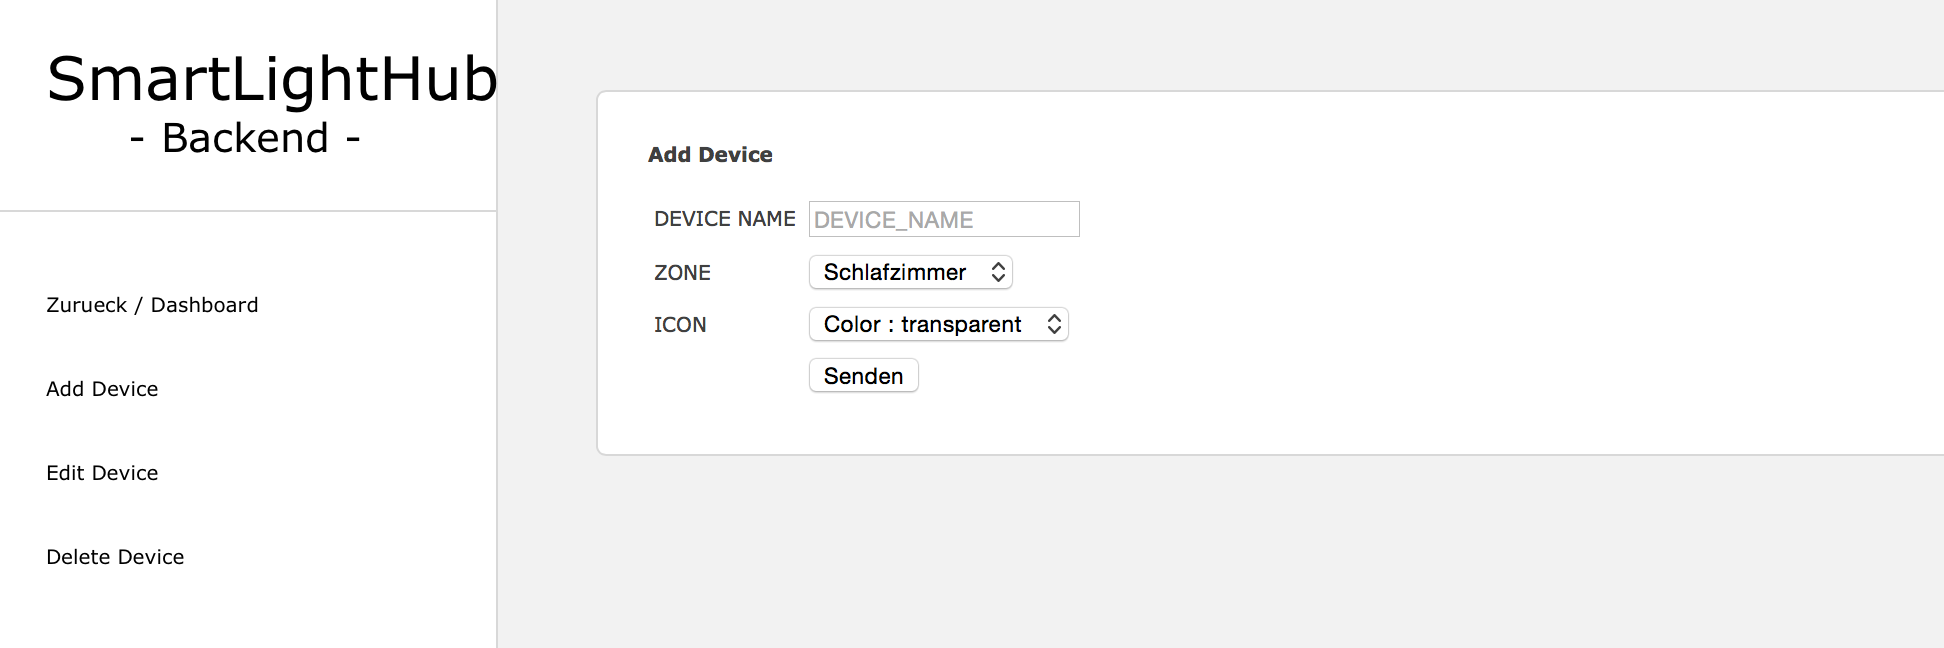 SmartLightHub
- Backend -
Zurueck / Dashboard
Add Device
Edit Device
Delete Device
Add Device
DEVICE NAME DEVICE_NAME
ZONE Schlafzimmer
ICON Color : transparent
Senden